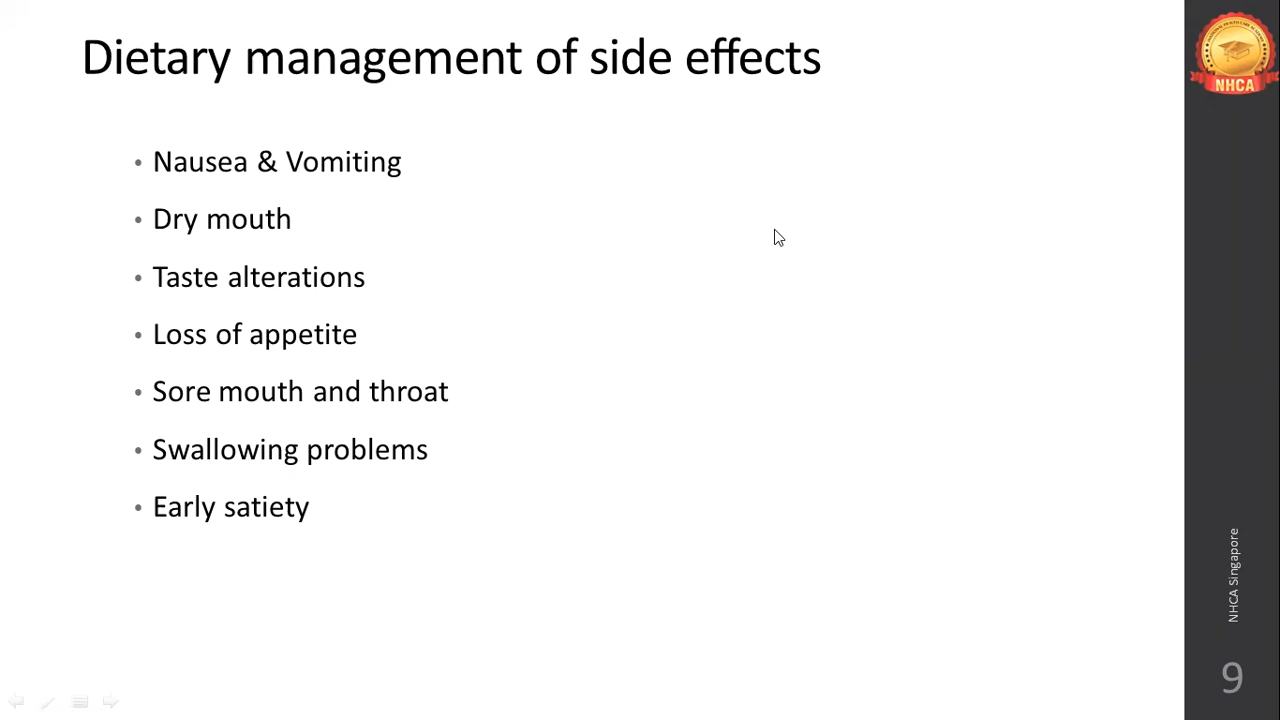 Dietary management of side effects
• Nausea & Vomiting
• Dry mouth
• Taste alterations
• Loss of appetite
• Sore mouth and throat
• Swallowing problems
• Early satiety
NHCA
NHCA Singapore
9